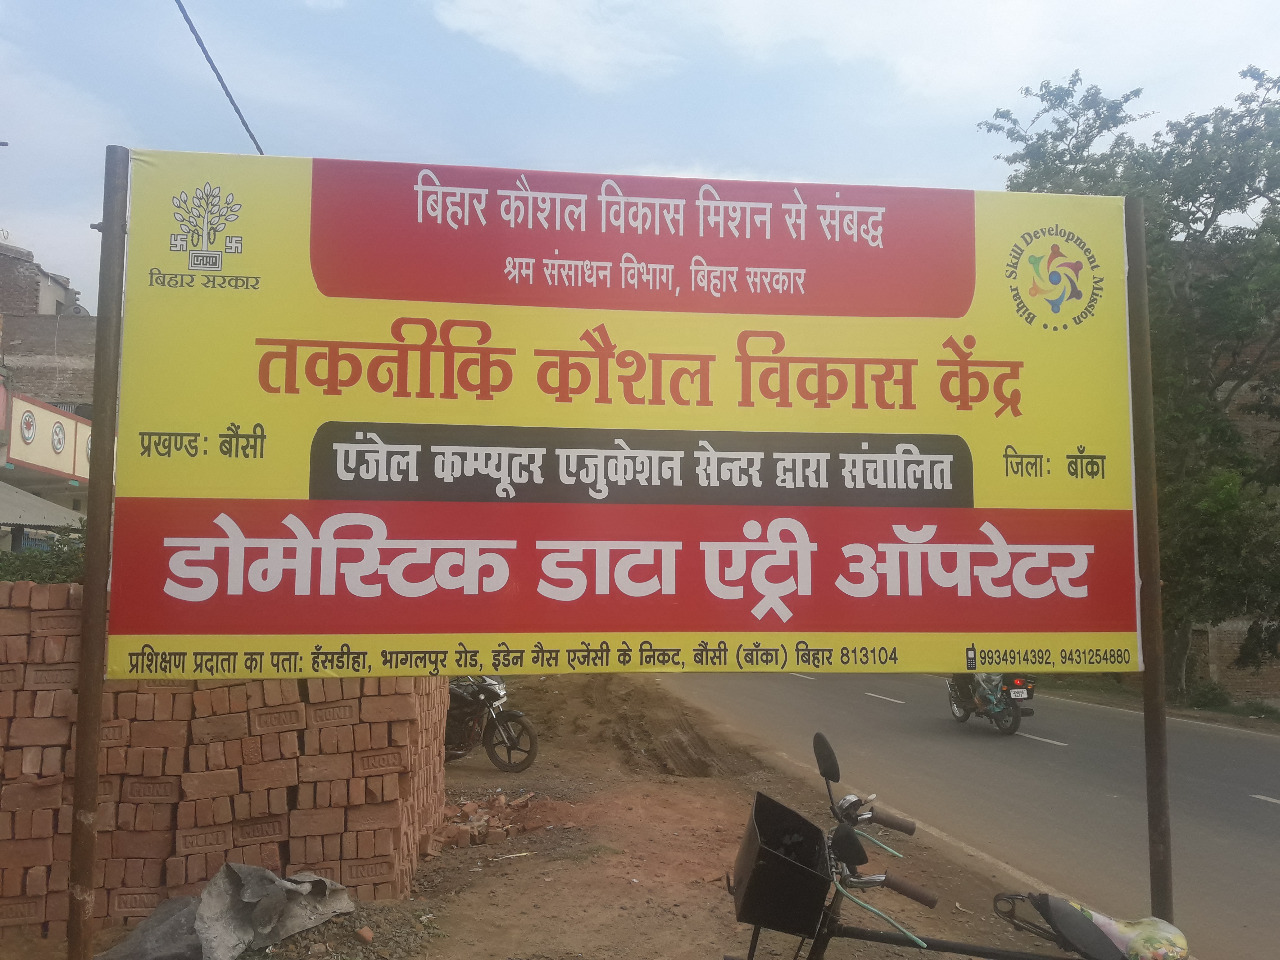 बिहार कौशल विकास मिशन से संबद्ध
श्रम संसाधन विभाग, बिहार सरकार
बिहार सरकार
Bihar Skill Development Mission
तकनीकि कौशल विकास केंद्र
प्रखण्ड: बौंसी
एंजेल कम्प्यूटर एजुकेशन सेन्टर द्वारा संचालित
जिला: बाँका
डोमेस्टिक डाटा एंट्री ऑपरेटर
प्रशिक्षण प्रदाता का पता: हँसडीहा, भागलपुर रोड, इंडेन गैस एजेंसी के निकट, बौंसी (बाँका) बिहार 813104
9934914392, 9431254880